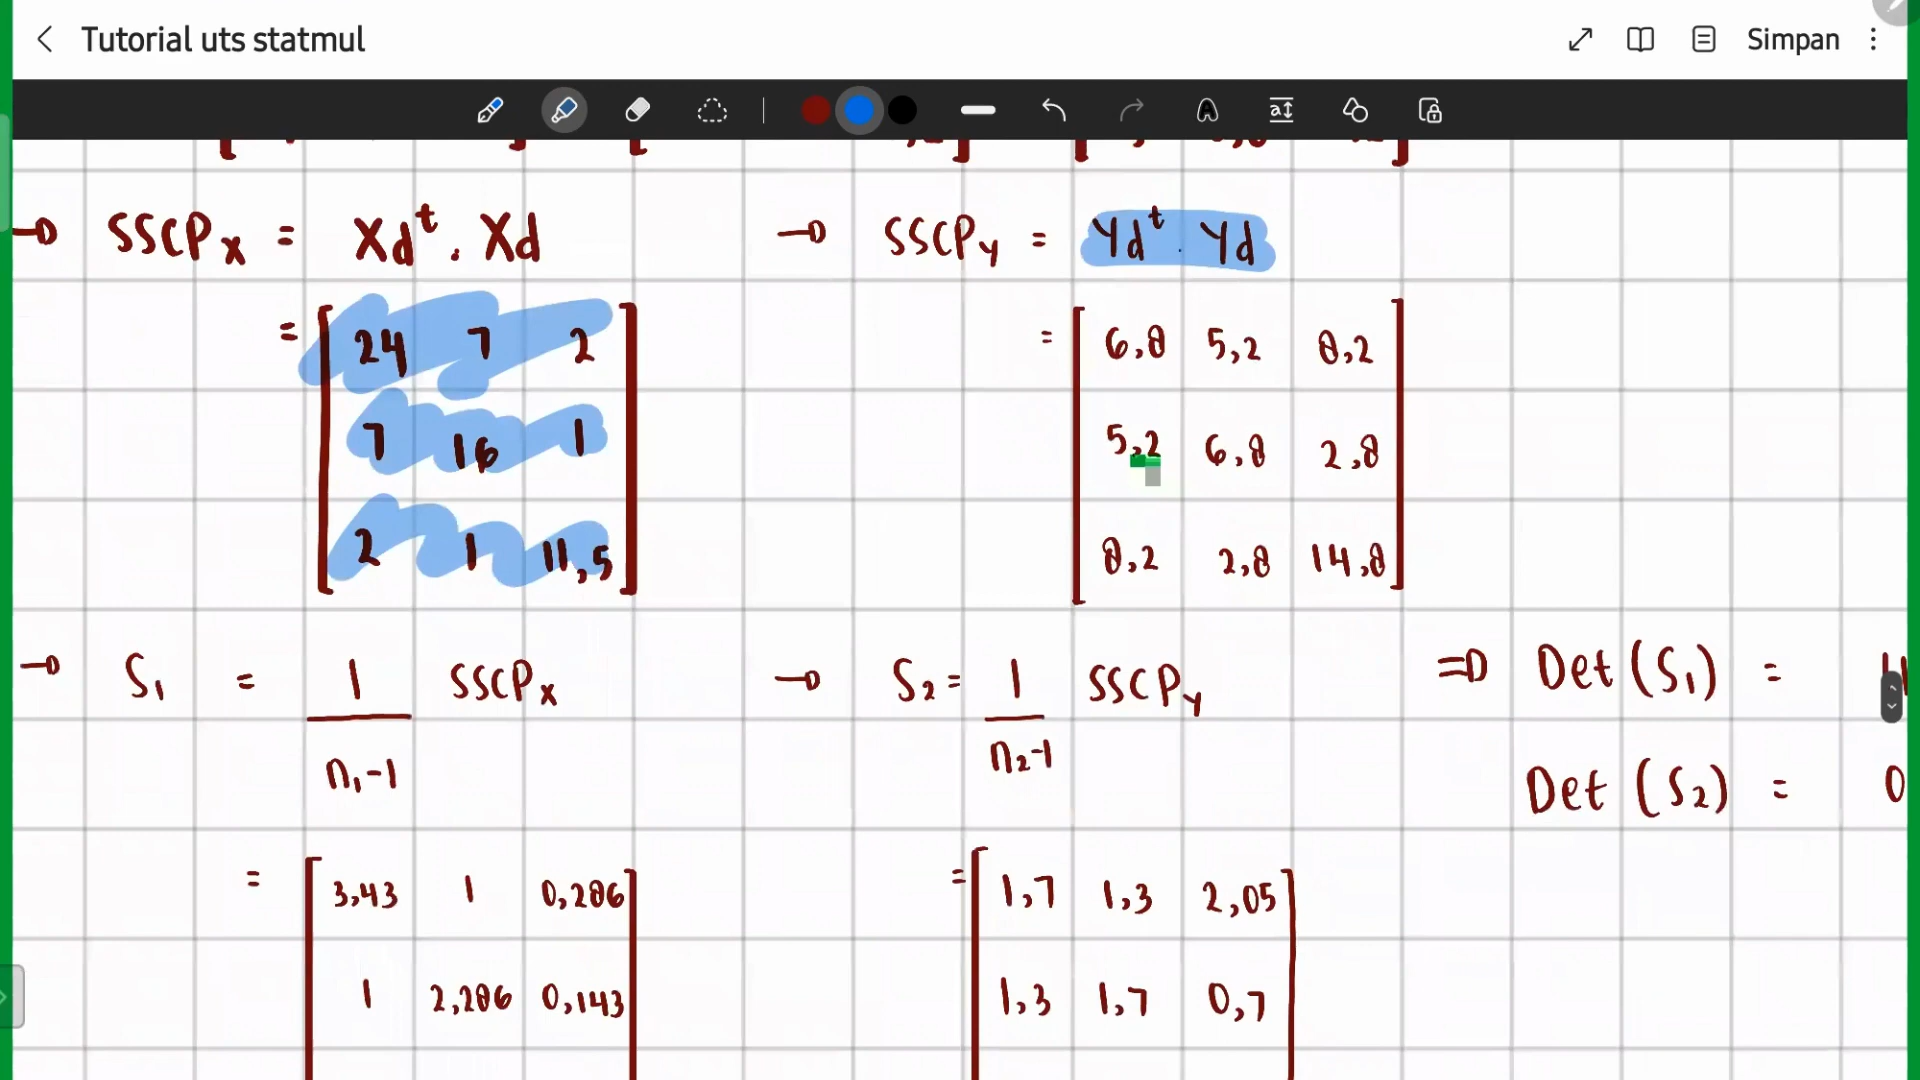 Tutorial uts statmul
Simpan
→ SSCPx = Xd^t . Xd
→ SSCPy = Yd^t . Yd
= [ 24 7 2
7 16 1
2 1 11,5 ]
= [ 6,8 5,2 8,2
5,2 6,8 2,8
8,2 2,8 14,8 ]
→ S₁ = 1 SSCPx
n₁-1
→ S₂ = 1 SSCPy
n₂-1
⇒ Det (S₁) =
Det (S₂) = 0
= [ 3,43 1 0,286
1 2,286 0,143
= [ 1,7 1,3 2,05
1,3 1,7 0,7